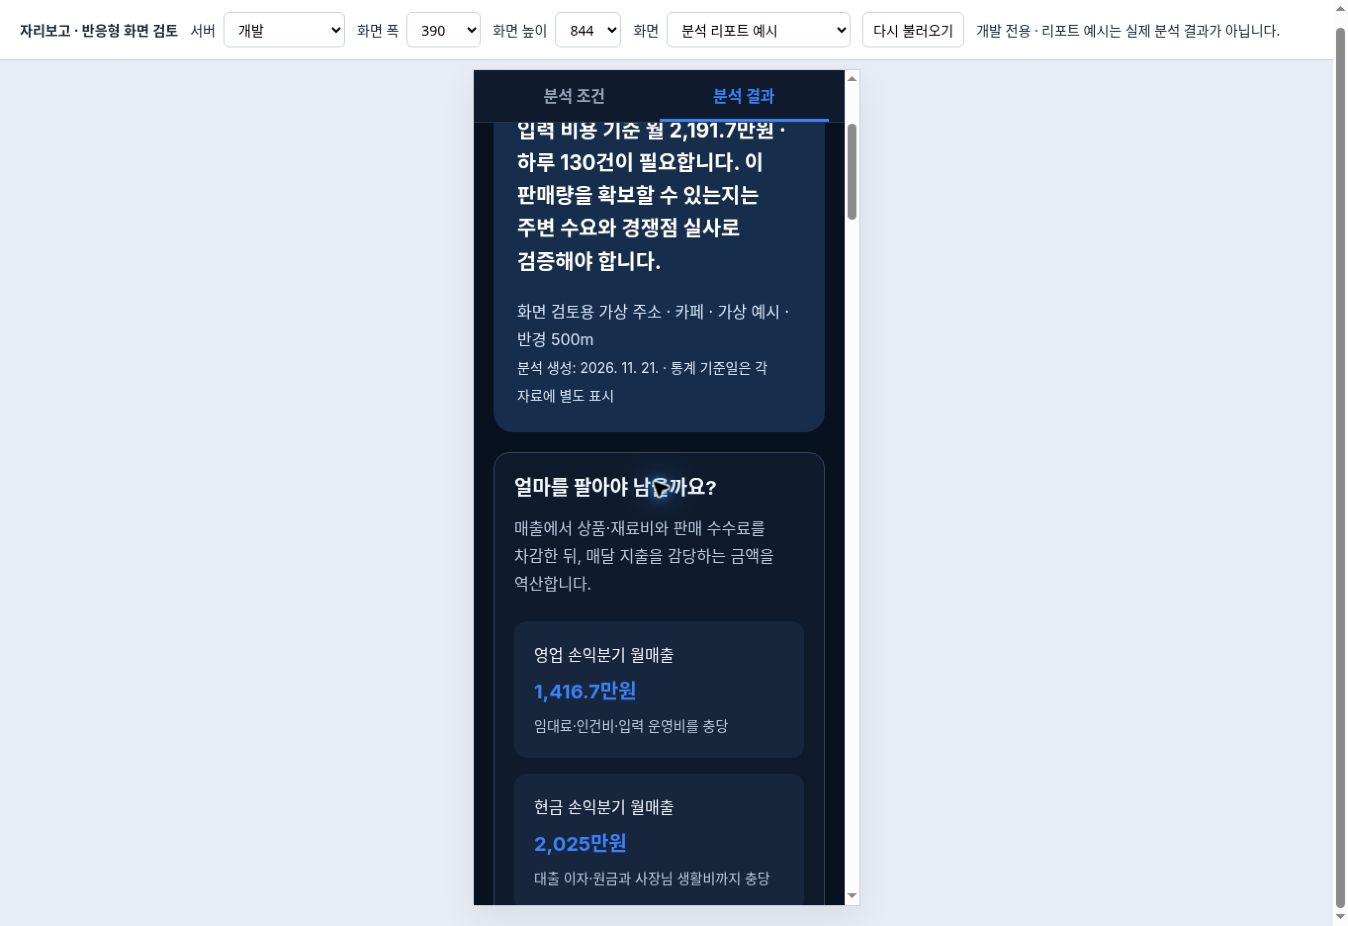 자리보고 · 반응형 화면 검토 서버 개발 화면 폭 390 화면 높이 844 화면 분석 리포트 예시 다시 불러오기 개발 전용 · 리포트 예시는 실제 분석 결과가 아닙니다.
분석 조건 분석 결과
입력 비용 기준 월 2,191.7만원 ·
하루 130건이 필요합니다. 이
판매량을 확보할 수 있는지는
주변 수요와 경쟁점 실사로
검증해야 합니다.
화면 검토용 가상 주소 · 카페 · 가상 예시 ·
반경 500m
분석 생성: 2026. 11. 21. · 통계 기준일은 각
자료에 별도 표시
얼마를 팔아야 남을까요?
매출에서 상품·재료비와 판매 수수료를
차감한 뒤, 매달 지출을 감당하는 금액을
역산합니다.
영업 손익분기 월매출
1,416.7만원
임대료·인건비·입력 운영비를 충당
현금 손익분기 월매출
2,025만원
대출 이자·원금과 사장님 생활비까지 충당